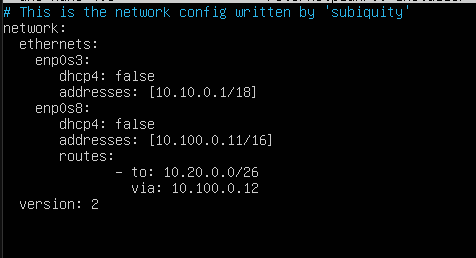 # This is the network config written by 'subiquity'
network:
  ethernets:
    enp0s3:
       dhcp4: false
       addresses: [10.10.0.1/18]
    enp0s8:
       dhcp4: false
       addresses: [10.100.0.11/16]
       routes:
              - to: 10.20.0.0/26
                via: 10.100.0.12
  version: 2